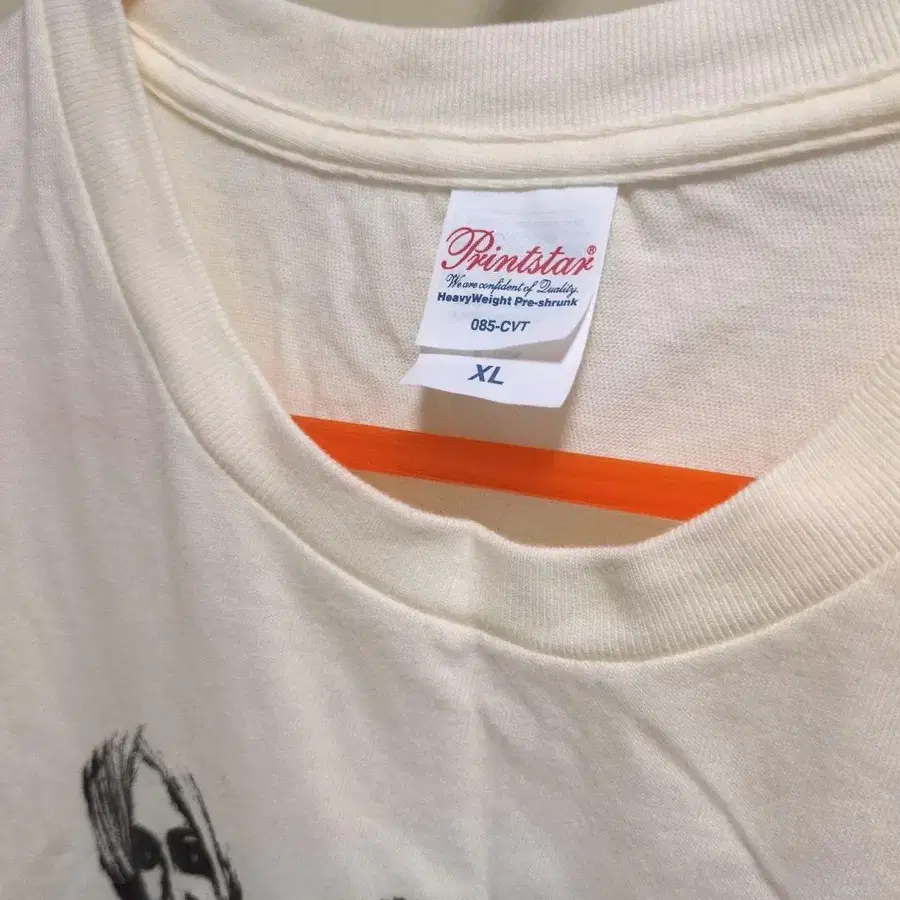 Printstar®
We are confident of Quality.
HeavyWeight Pre-shrunk
085-CVT
XL